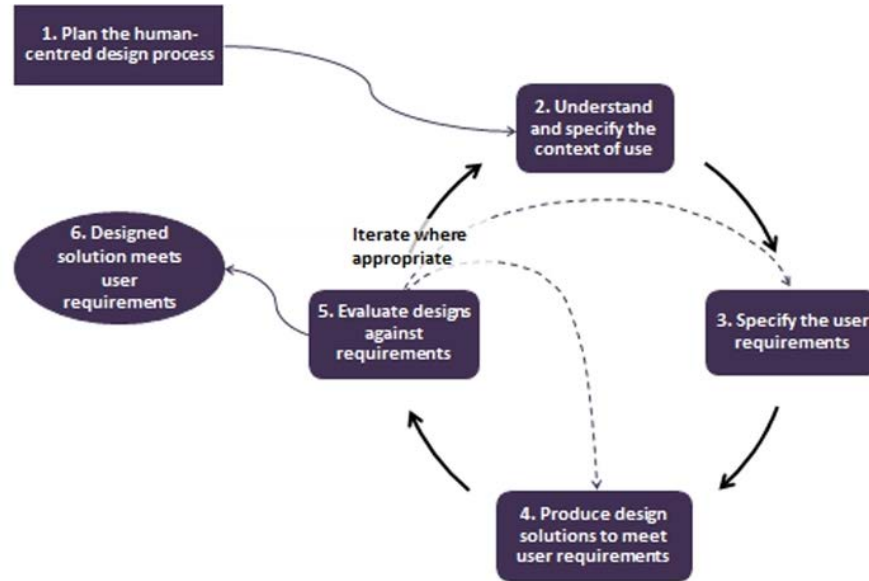 1. Plan the human-
centred design process
2. Understand
and specify the
context of use
Iterate where
appropriate
6. Designed
solution meets
user
requirements
5. Evaluate designs
against
requirements
3. Specify the user
requirements
4. Produce design
solutions to meet
user requirements